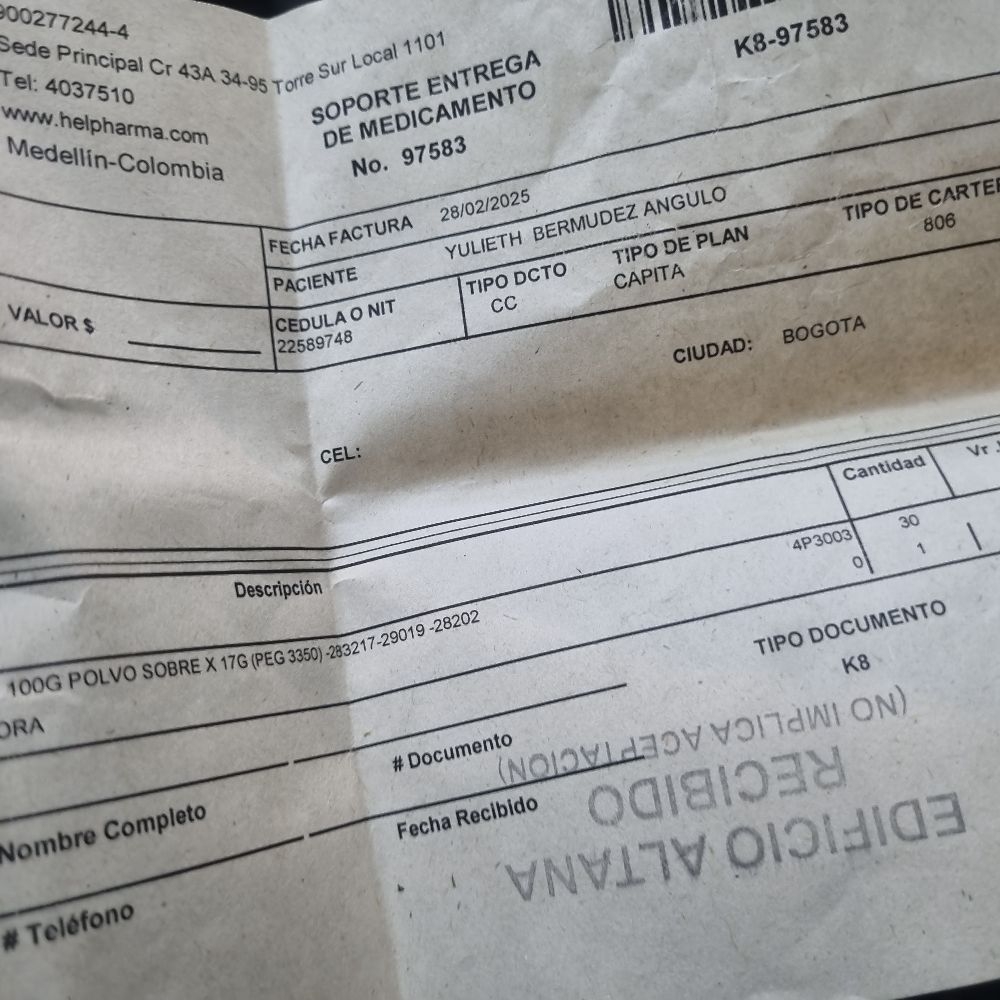 900277244-4
Sede Principal Cr 43A 34-95 Torre Sur Local 1101
Tel: 4037510
www.helpharma.com
Medellín-Colombia
SOPORTE ENTREGA
DE MEDICAMENTO
No. 97583
K8-97583
FECHA FACTURA 28/02/2025
PACIENTE YULIETH BERMUDEZ ANGULO
VALOR $
CEDULA O NIT
22589748
TIPO DCTO
CC
TIPO DE PLAN
CAPITA
TIPO DE CARTER
806
CIUDAD: BOGOTA
CEL:
Descripción Cantidad Vr
4P3003 30
0 1
100G POLVO SOBRE X 17G (PEG 3350) -283217-29019 -28202
ORA
TIPO DOCUMENTO
K8
# Documento
Nombre Completo
Fecha Recibido
# Teléfono
EDIFICIO ALTANA
RECIBIDO
(NO IMPLICA ACEPTACION)